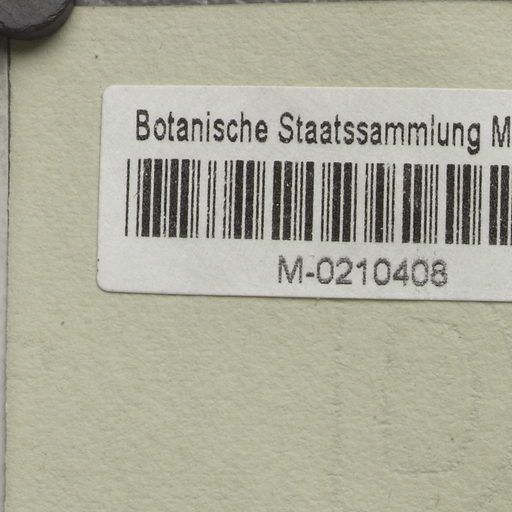 Botanische Staatssammlung M
M-0210408